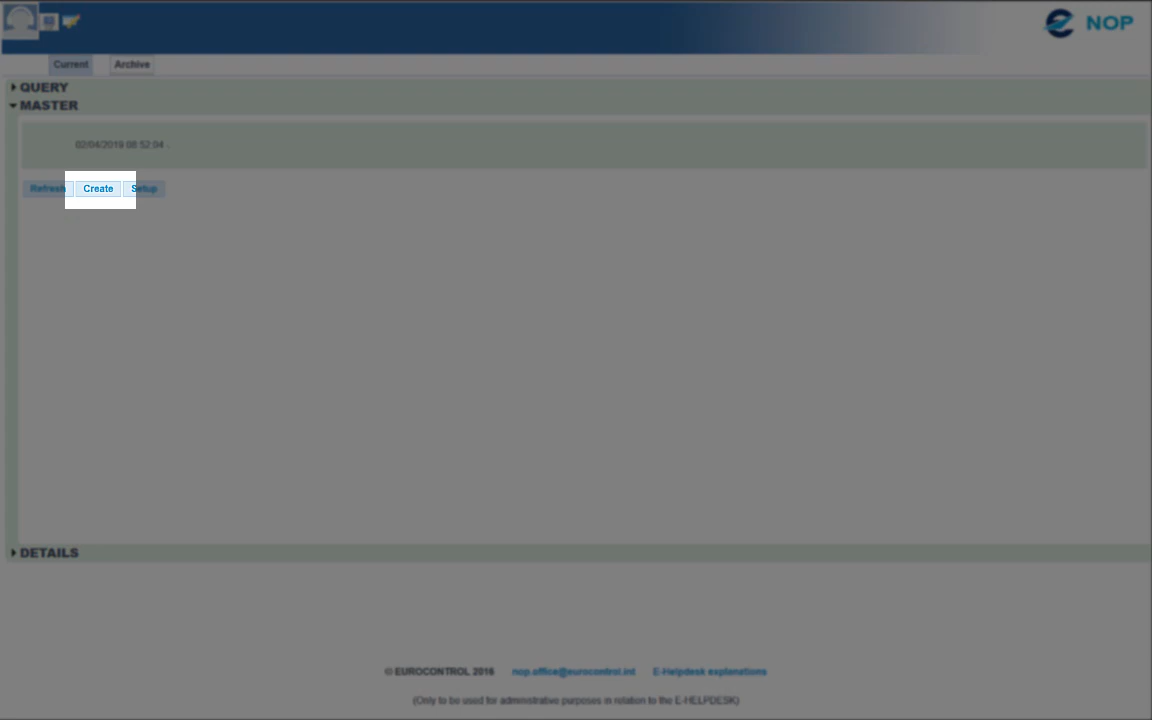 NOP
Current Archive
QUERY
MASTER
02/04/2019 08:52:04 .
Refresh Create Setup
DETAILS
© EUROCONTROL 2016 nop.office@eurocontrol.int E-Helpdesk explanations
(Only to be used for administrative purposes in relation to the E-HELPDESK)